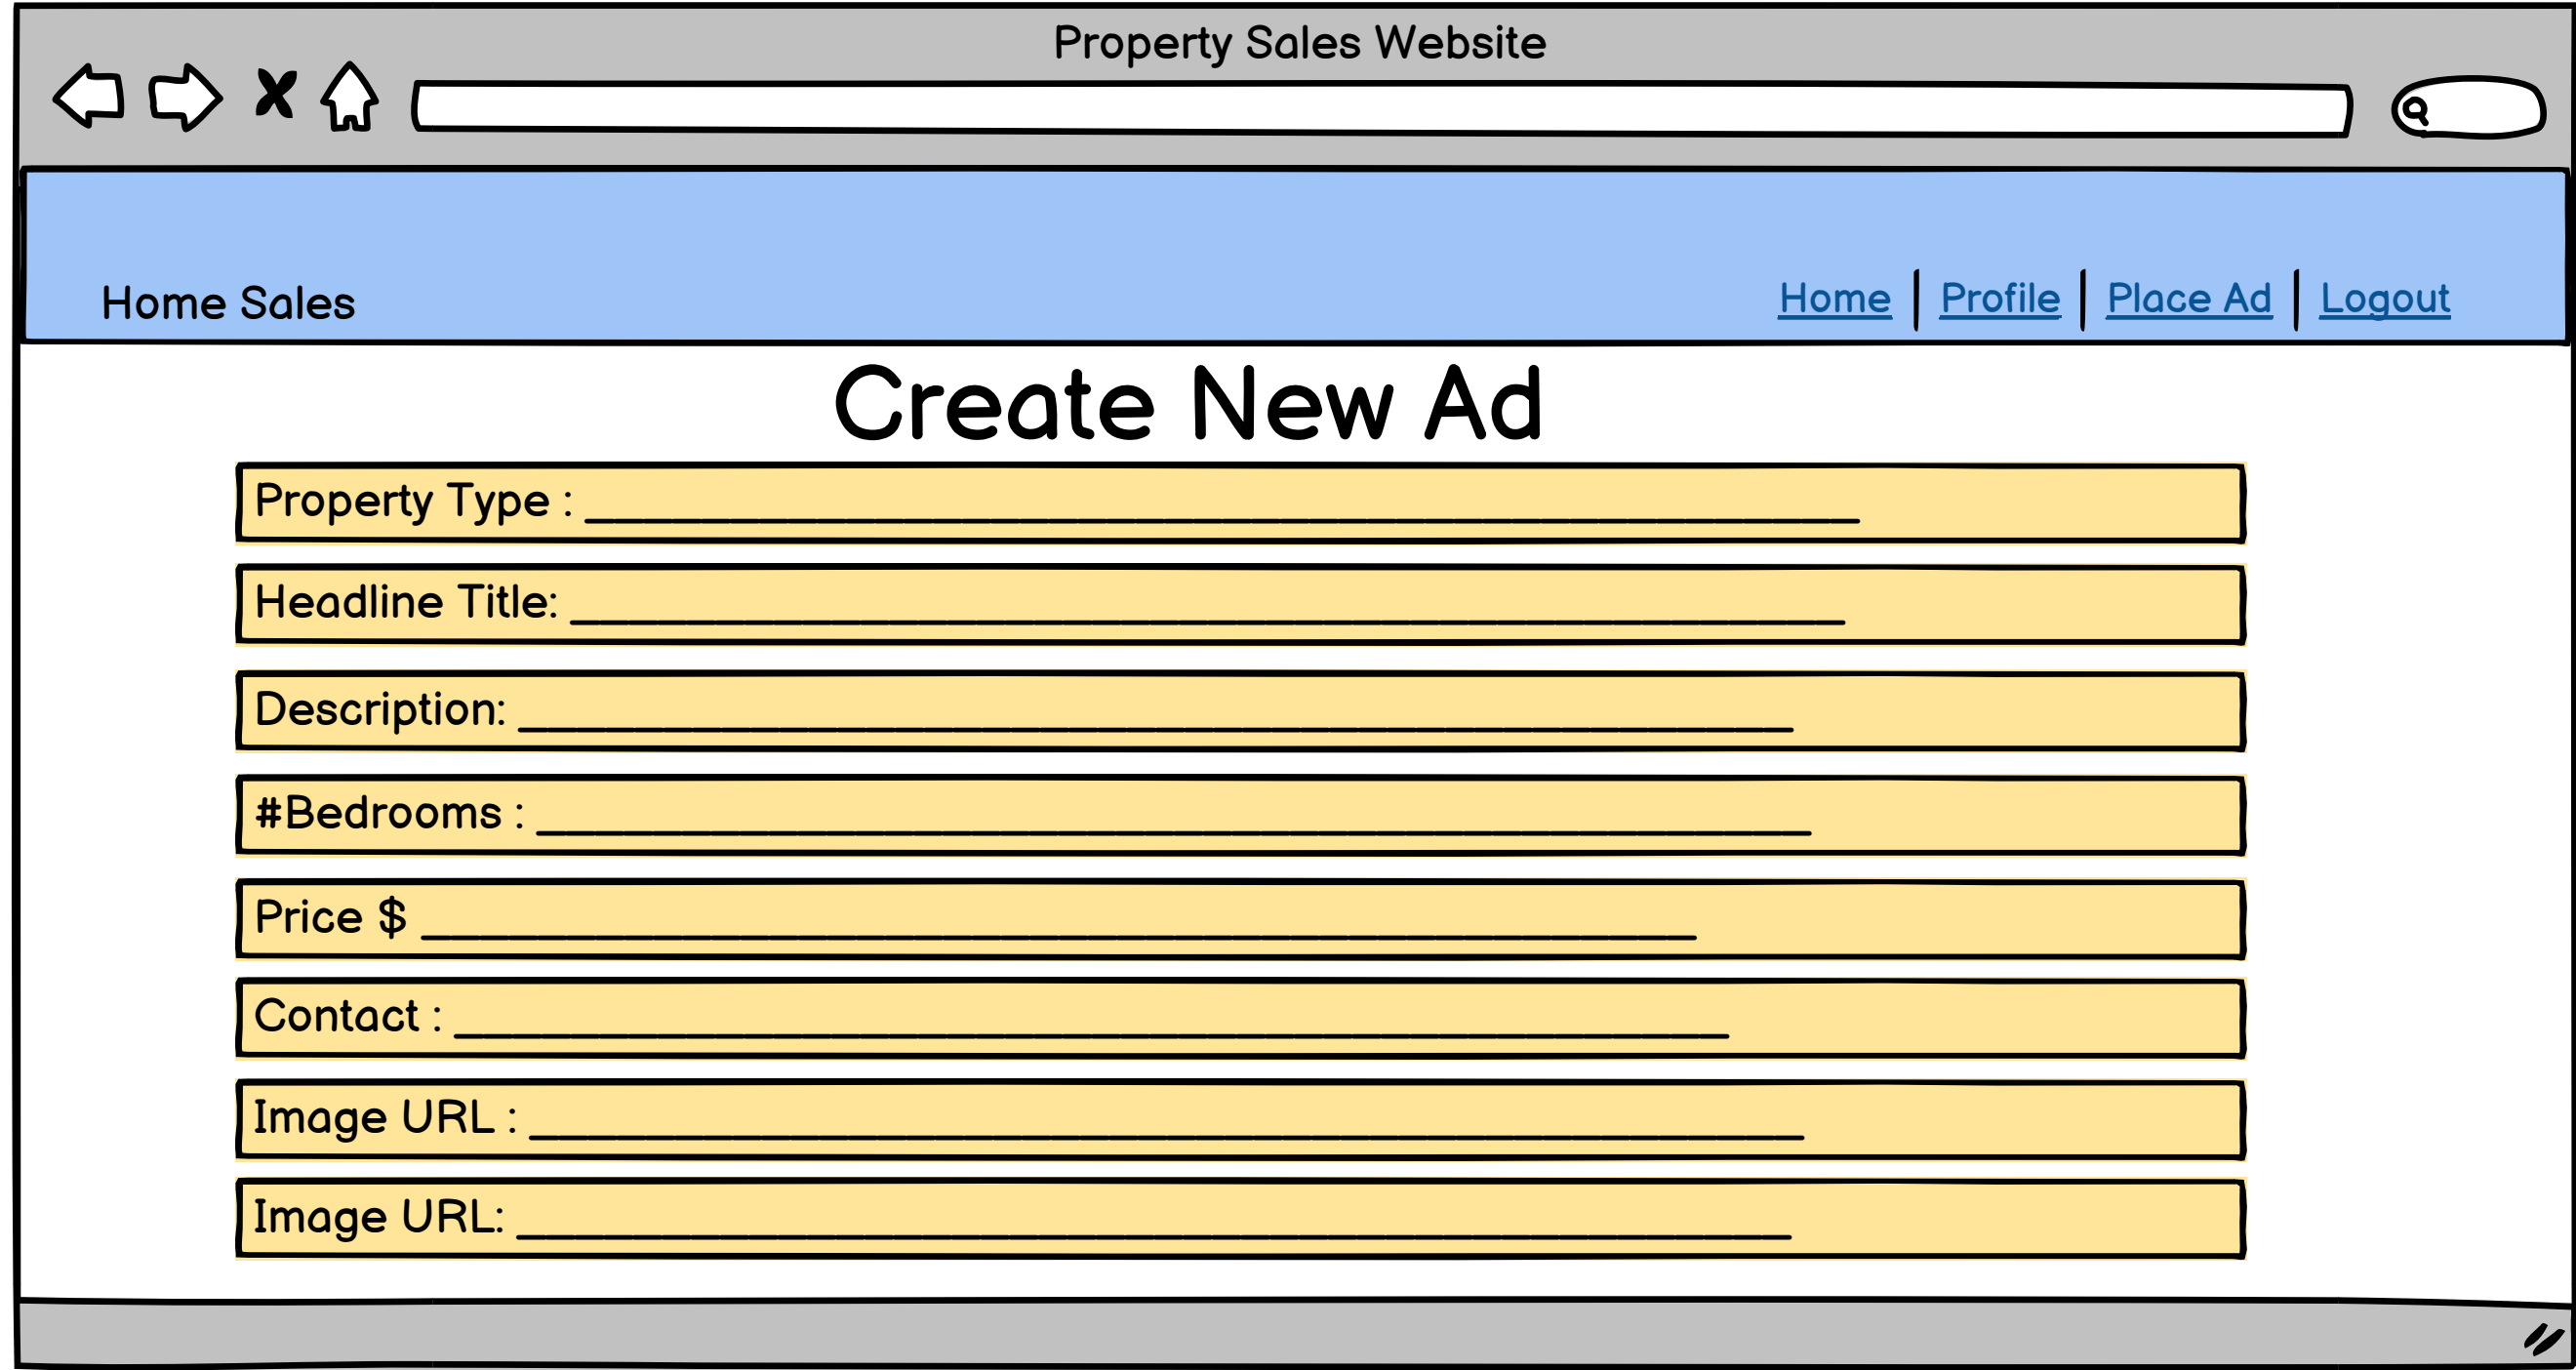 Property Sales Website
Home Sales
Home | Profile | Place Ad | Logout
Create New Ad
Property Type : ____________________________________________
Headline Title: ____________________________________________
Description: ____________________________________________
#Bedrooms : ____________________________________________
Price $ ____________________________________________
Contact : ____________________________________________
Image URL : ____________________________________________
Image URL: ____________________________________________